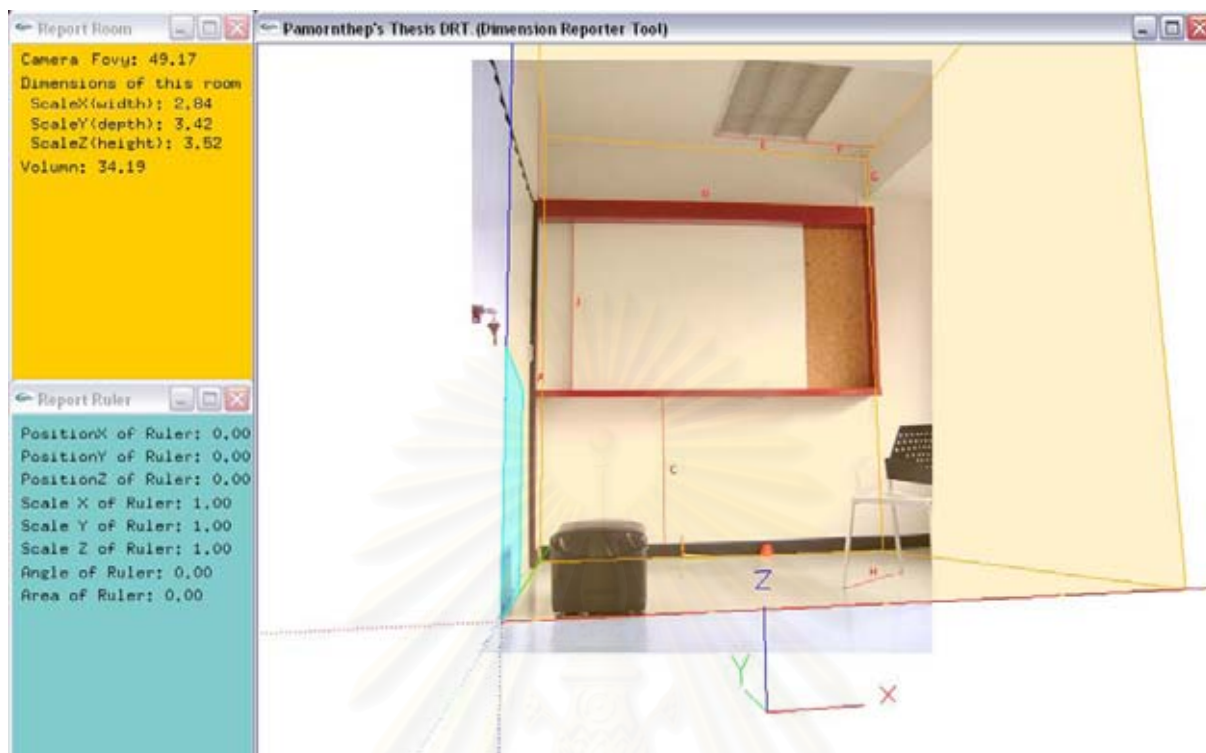 Report Room
Camera Fovy: 49.17
Dimensions of this room
ScaleX(width): 2.84
ScaleY(depth): 3.42
ScaleZ(height): 3.52
Volumn: 34.19
Report Ruler
PositionX of Ruler: 0.00
PositionY of Ruler: 0.00
PositionZ of Ruler: 0.00
Scale X of Ruler: 1.00
Scale Y of Ruler: 1.00
Scale Z of Ruler: 1.00
Angle of Ruler: 0.00
Area of Ruler: 0.00
Pamornthep's Thesis DRT.(Dimension Reporter Tool)
E
F
G
C
H
Z
Y
X